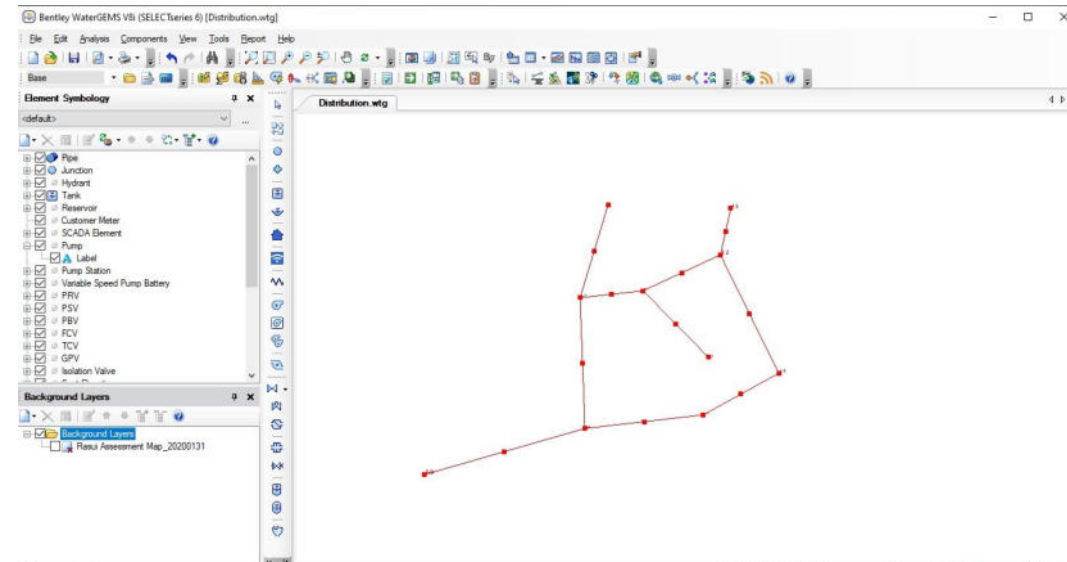 Bentley WaterGEMS V8i (SELECTseries 6) [Distribution.wtg]
File Edit Analysis Components View Tools Report Help
Base
Element Symbology
<default>
Pipe
Junction
Hydrant
Tank
Reservoir
Customer Meter
SCADA Element
Pump
Label
Pump Station
Variable Speed Pump Battery
PRV
PSV
PBV
FCV
TCV
GPV
Isolation Valve
Background Layers
Background Layers
Rasui Assessment Map_20200131
Distribution.wtg